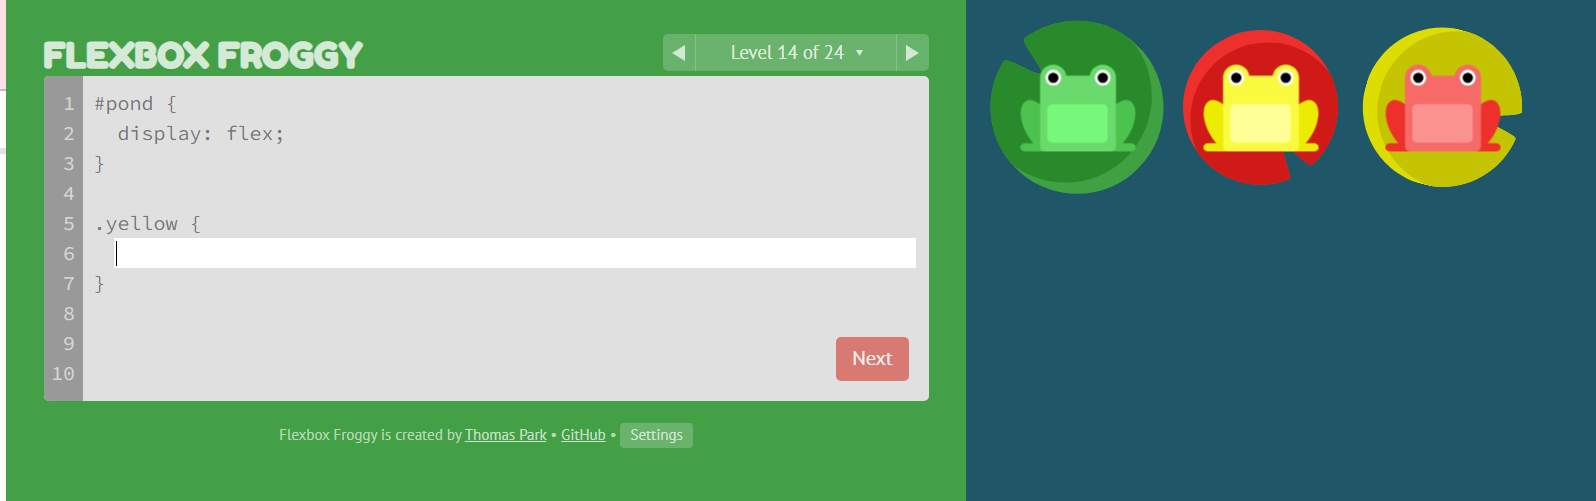 FLEXBOX FROGGY
◀ Level 14 of 24 ▼ ▶
1 #pond {
2 display: flex;
3 }
4
5 .yellow {
6
7 }
8
9
10
Next
Flexbox Froggy is created by Thomas Park • GitHub • Settings